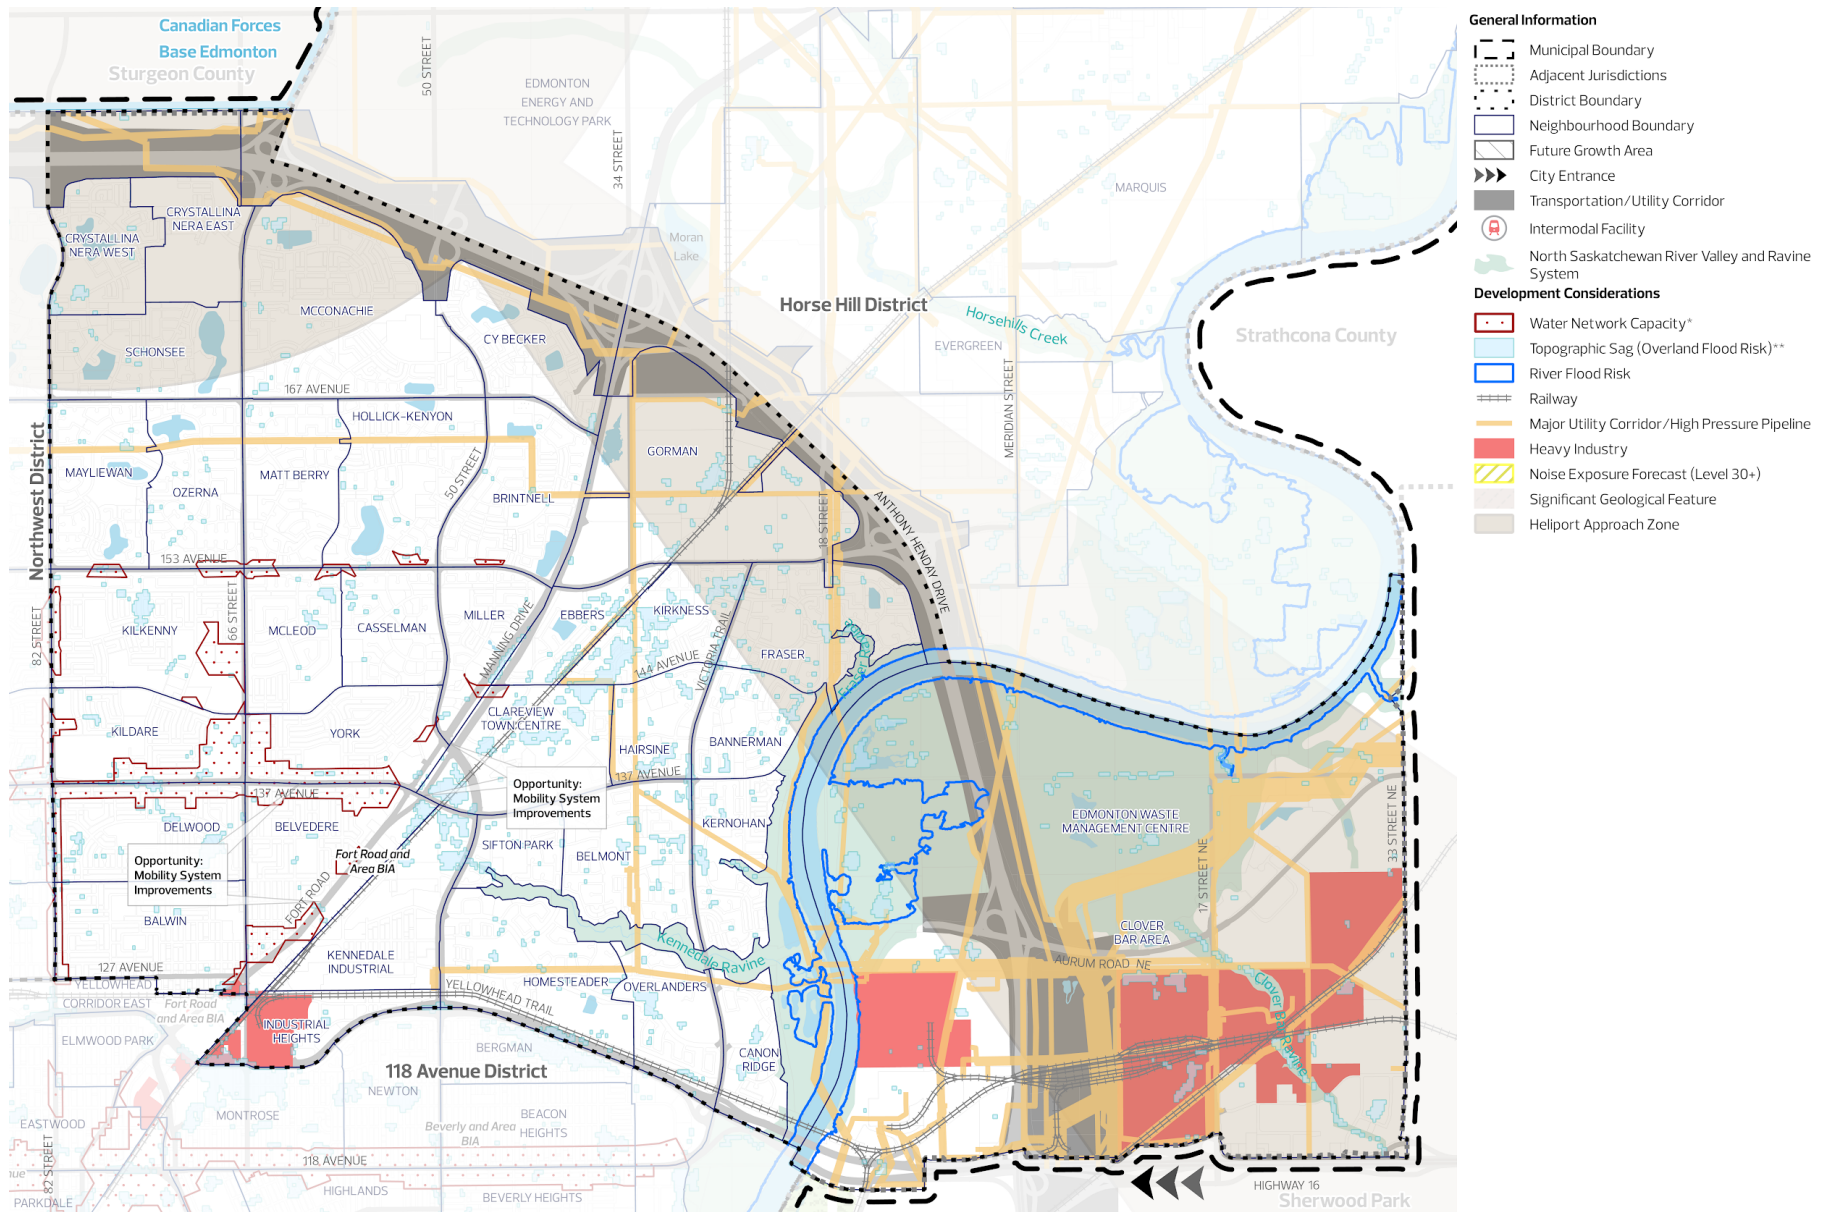 Canadian Forces
Base Edmonton
Sturgeon County
50 STREET
EDMONTON
ENERGY AND
TECHNOLOGY PARK
34 STREET
MARQUIS
Moran
Lake
CRYSTALLINA
NERA EAST
CRYSTALLINA
NERA WEST
Horse Hill District
Horsehills Creek
Strathcona County
EVERGREEN
MERIDIAN STREET
MCCONACHIE
CY BECKER
SCHONSEE
167 AVENUE
HOLLICK-KENYON
Northwest District
MAYLIEWAN
OZERNA
MATT BERRY
50 STREET
BRINTNELL
GORMAN
18 STREET
ANTHONY HENDAY DRIVE
153 AVENUE
82 STREET
KILKENNY
66 STREET
MCLEOD
CASSELMAN
MILLER
MANNING DRIVE
EBBERS
KIRKNESS
VICTORIA TRAIL
144 AVENUE
FRASER
Fraser Ravine
KILDARE
YORK
CLAREVIEW
TOWN CENTRE
HAIRSINE
BANNERMAN
137 AVENUE
137 AVENUE
Opportunity:
Mobility System
Improvements
DELWOOD
BELVEDERE
KERNOHAN
EDMONTON WASTE
MANAGEMENT CENTRE
33 STREET NE
17 STREET NE
SIFTON PARK
BELMONT
Fort Road and
Area BIA
Opportunity:
Mobility System
Improvements
FORT ROAD
BALWIN
CLOVER
BAR AREA
AURUM ROAD NE
Kennedale Ravine
KENNEDALE
INDUSTRIAL
127 AVENUE
YELLOWHEAD
CORRIDOR EAST
Fort Road
and Area BIA
HOMESTEADER
OVERLANDERS
YELLOWHEAD TRAIL
Clover Bar Ravine
INDUSTRIAL
HEIGHTS
ELMWOOD PARK
BERGMAN
CANON
RIDGE
118 Avenue District
NEWTON
MONTROSE
EASTWOOD
BEACON
HEIGHTS
Beverly and Area
BIA
82 STREET
118 AVENUE
HIGHLANDS
BEVERLY HEIGHTS
PARKDALE
HIGHWAY 16
Sherwood Park
General Information
Municipal Boundary
Adjacent Jurisdictions
District Boundary
Neighbourhood Boundary
Future Growth Area
City Entrance
Transportation/Utility Corridor
Intermodal Facility
North Saskatchewan River Valley and Ravine
System
Development Considerations
Water Network Capacity*
Topographic Sag (Overland Flood Risk)**
River Flood Risk
Railway
Major Utility Corridor/High Pressure Pipeline
Heavy Industry
Noise Exposure Forecast (Level 30+)
Significant Geological Feature
Heliport Approach Zone